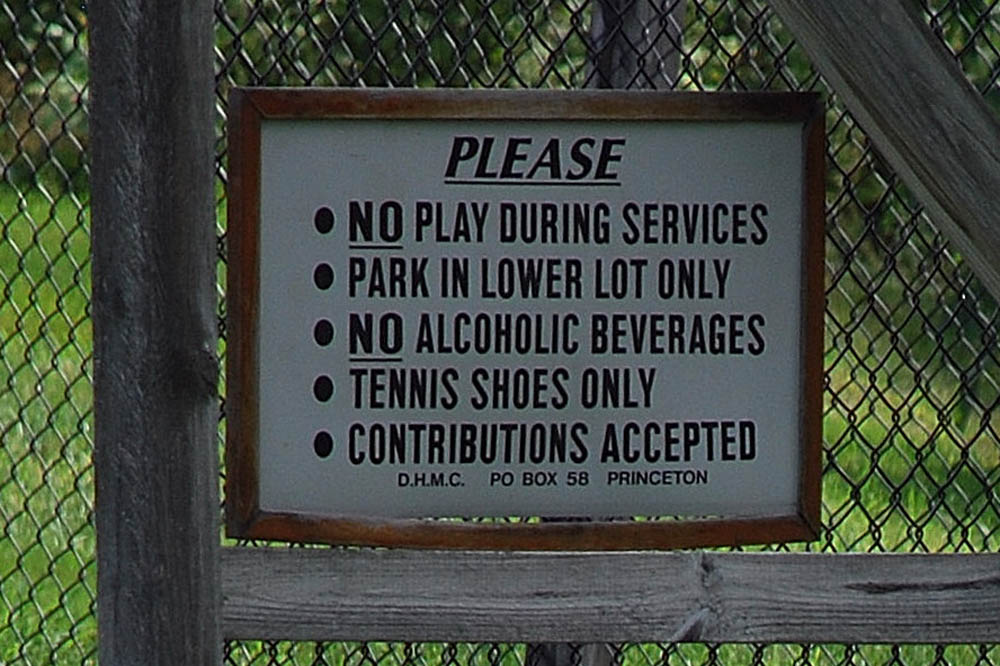 PLEASE
• NO PLAY DURING SERVICES
• PARK IN LOWER LOT ONLY
• NO ALCOHOLIC BEVERAGES
• TENNIS SHOES ONLY
• CONTRIBUTIONS ACCEPTED
D.H.M.C. PO BOX 58 PRINCETON